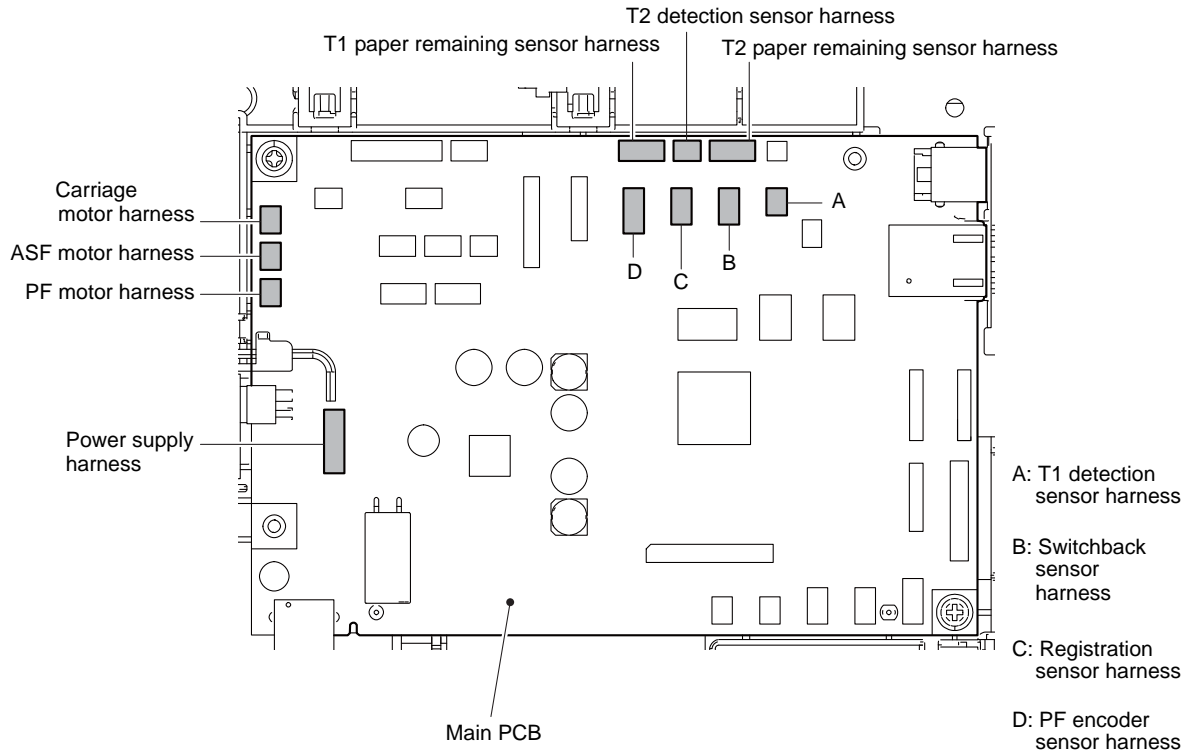 T2 detection sensor harness
T1 paper remaining sensor harness
T2 paper remaining sensor harness
Carriage
motor harness
ASF motor harness
PF motor harness
A
B
C
D
Power supply
harness
A: T1 detection
sensor harness
B: Switchback
sensor
harness
C: Registration
sensor harness
D: PF encoder
sensor harness
Main PCB